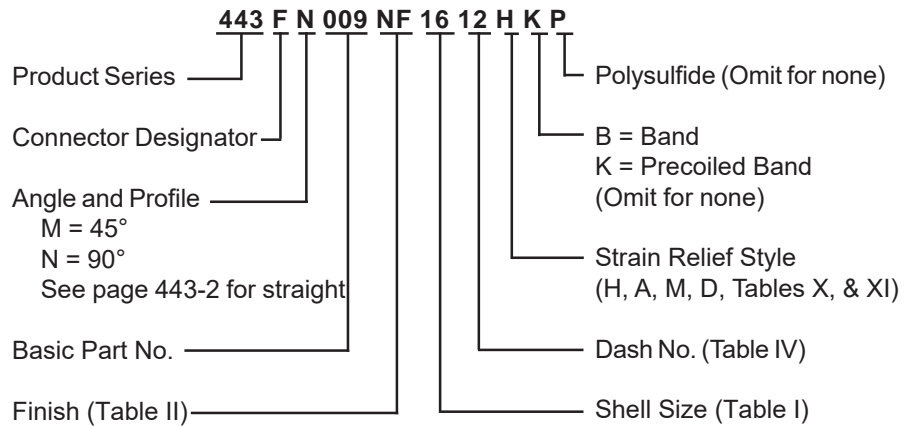 443 F N 009 NF 16 12 H K P
Product Series
Connector Designator
Angle and Profile
M = 45°
N = 90°
See page 443-2 for straight
Basic Part No.
Finish (Table II)
Polysulfide (Omit for none)
B = Band
K = Precoiled Band
(Omit for none)
Strain Relief Style
(H, A, M, D, Tables X, & XI)
Dash No. (Table IV)
Shell Size (Table I)